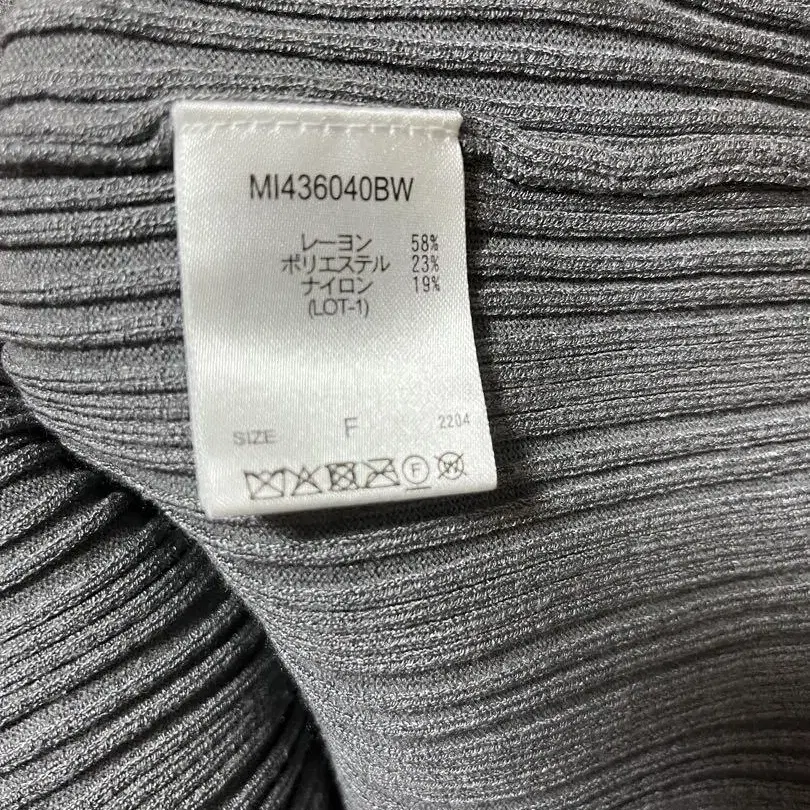 MI436040BW
レーヨン 58%
ポリエステル 23%
ナイロン 19%
(LOT-1)
SIZE F 2204
F W